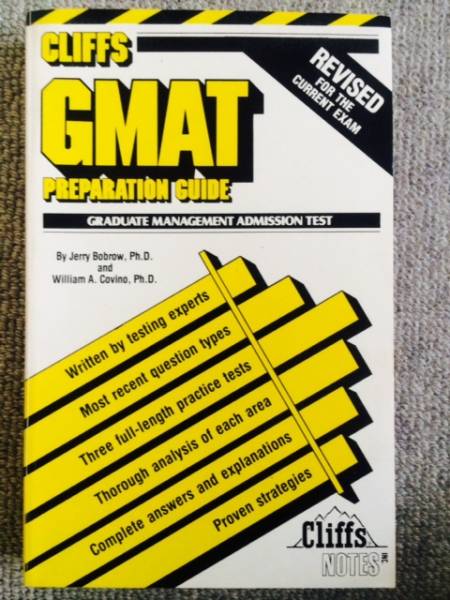 CLIFFS
GMAT
PREPARATION GUIDE
GRADUATE MANAGEMENT ADMISSION TEST
REVISED
FOR THE
CURRENT EXAM
By Jerry Bobrow, Ph.D.
and
William A. Covino, Ph.D.
Written by testing experts
Most recent question types
Three full-length practice tests
Thorough analysis of each area
Complete answers and explanations
Proven strategies
Cliffs
NOTES INC